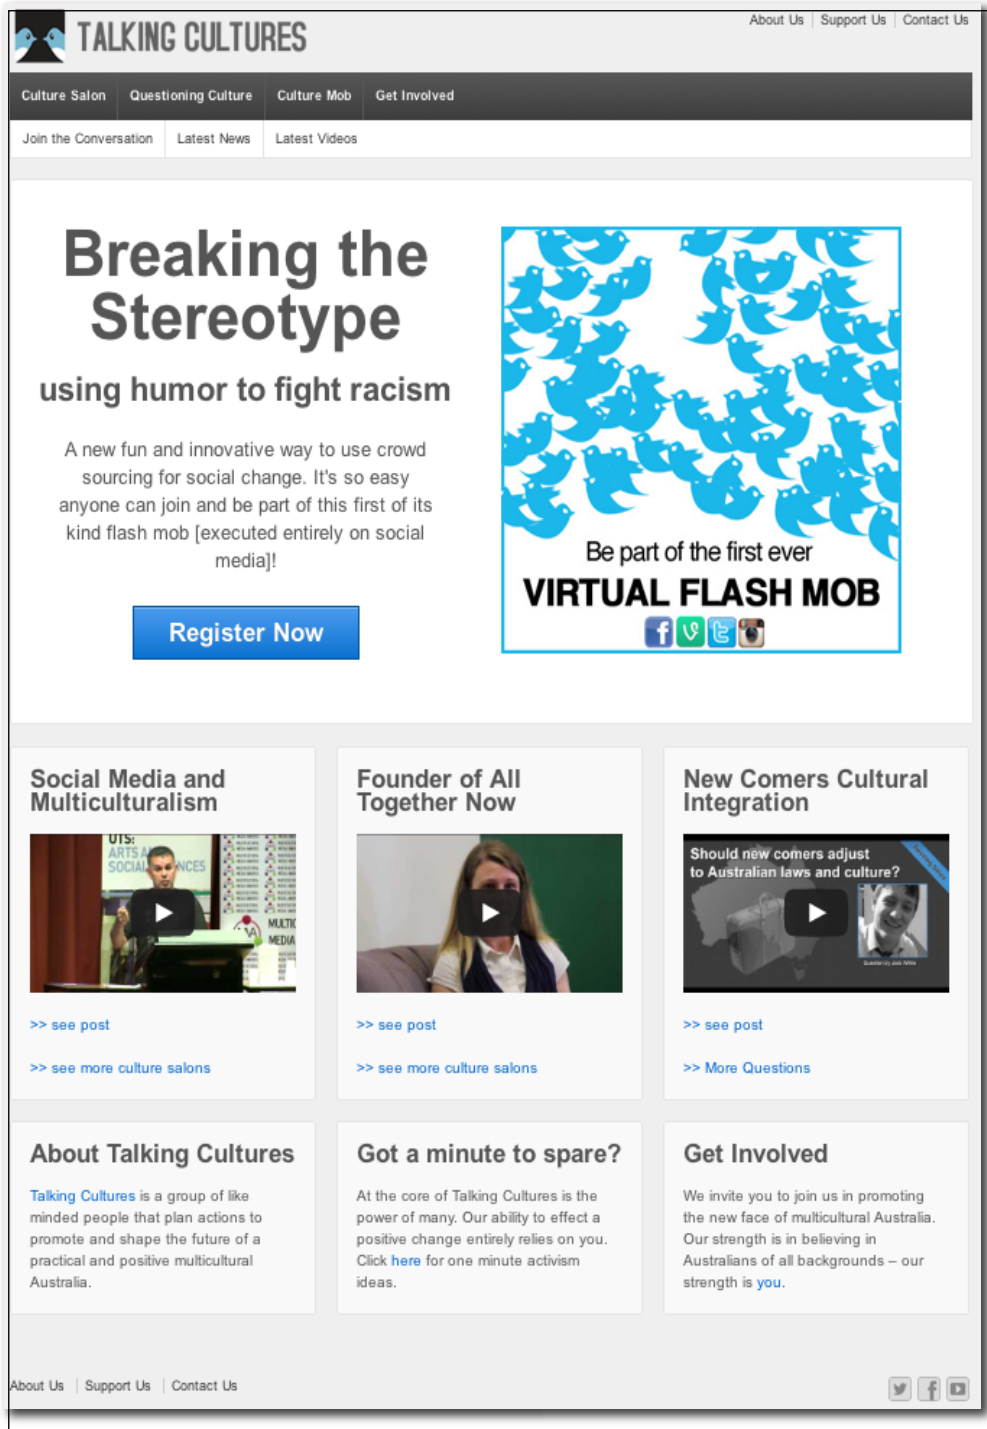 TALKING CULTURES
About Us
Support Us
Contact Us
Culture Salon
Questioning Culture
Culture Mob
Get Involved
Join the Conversation
Latest News
Latest Videos
Breaking the
Stereotype
using humor to fight racism
A new fun and innovative way to use crowd
sourcing for social change. It's so easy
anyone can join and be part of this first of its
kind flash mob [executed entirely on social
media]!
Register Now
Be part of the first ever
VIRTUAL FLASH MOB
Social Media and
Multiculturalism
UTS:
ARTS
SOCIAL
>> see post
>> see more culture salons
Founder of All
Together Now
>> see post
>> see more culture salons
New Comers Cultural
Integration
Should new comers adjust
to Australian laws and culture?
>> see post
>> More Questions
About Talking Cultures
Talking Cultures is a group of like
minded people that plan actions to
promote and shape the future of a
practical and positive multicultural
Australia.
Got a minute to spare?
At the core of Talking Cultures is the
power of many. Our ability to effect a
positive change entirely relies on you.
Click here for one minute activism
ideas.
Get Involved
We invite you to join us in promoting
the new face of multicultural Australia.
Our strength is in believing in
Australians of all backgrounds – our
strength is you.
About Us
Support Us
Contact Us